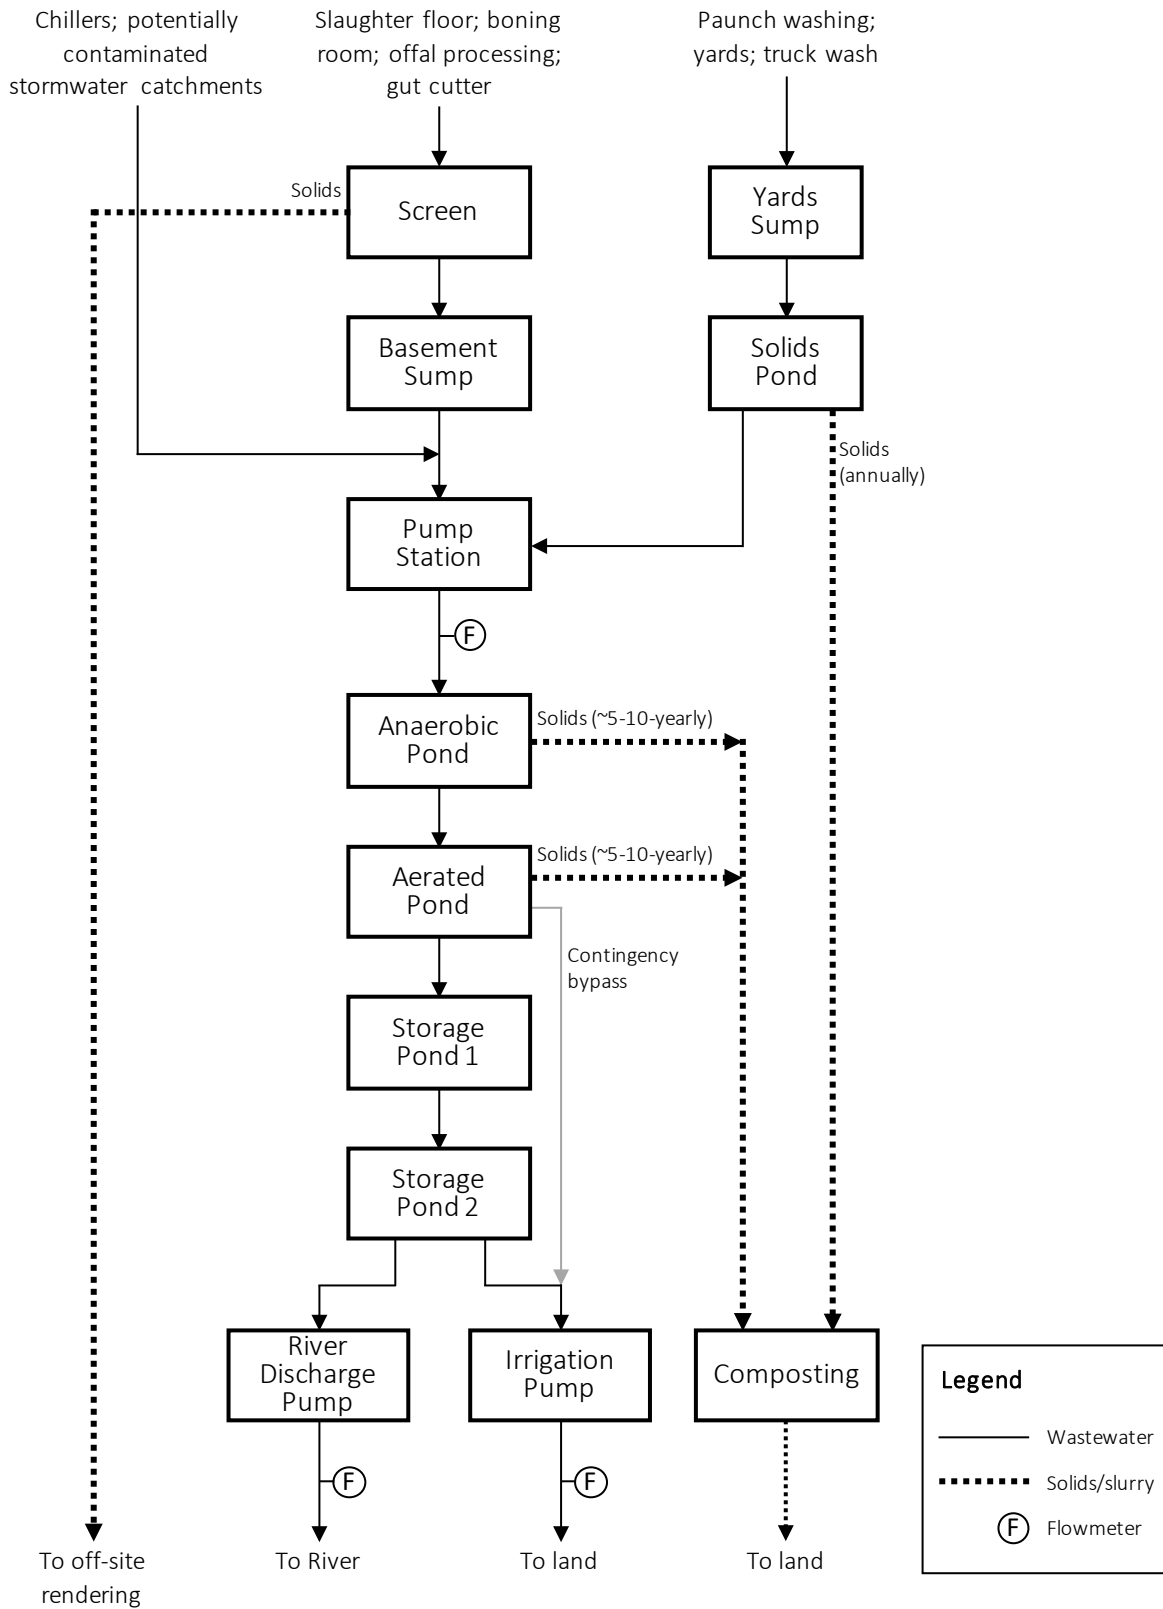 Chillers; potentially
contaminated
stormwater catchments
Slaughter floor; boning
room; offal processing;
gut cutter
Paunch washing;
yards; truck wash
Solids
Screen
Yards
Sump
Basement
Sump
Solids
Pond
Solids
(annually)
Pump
Station
F
Anaerobic
Pond
Solids (~5-10-yearly)
Aerated
Pond
Solids (~5-10-yearly)
Contingency
bypass
Storage
Pond 1
Storage
Pond 2
River
Discharge
Pump
Irrigation
Pump
Composting
F
F
To off-site
rendering
To River
To land
To land
Legend
Wastewater
Solids/slurry
F Flowmeter